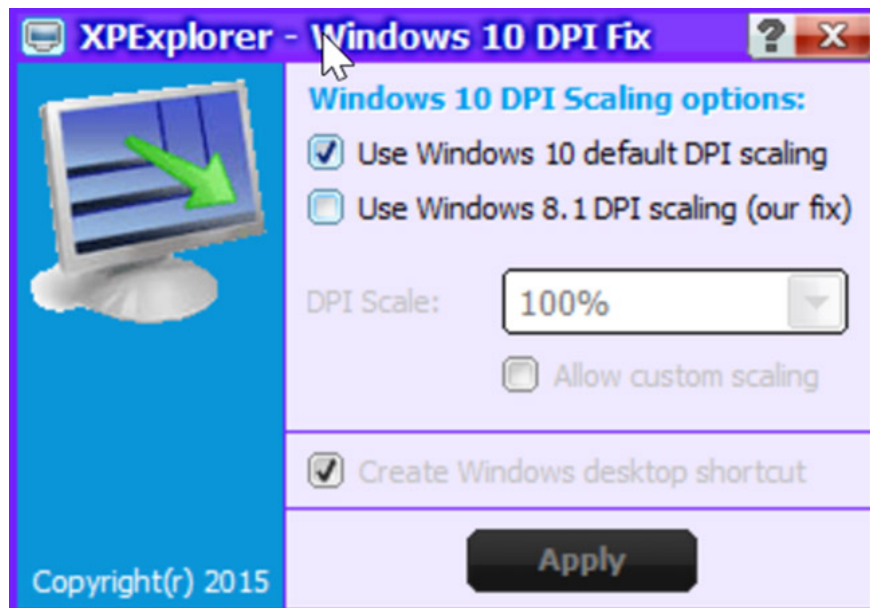 XPExplorer - Windows 10 DPI Fix
Windows 10 DPI Scaling options:
Use Windows 10 default DPI scaling
Use Windows 8.1 DPI scaling (our fix)
DPI Scale: 100%
Allow custom scaling
Create Windows desktop shortcut
Apply
Copyright(r) 2015